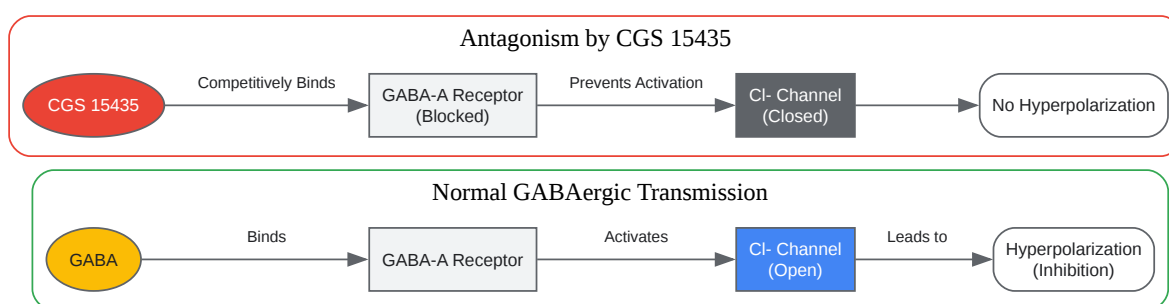 Antagonism by CGS 15435
CGS 15435
Competitively Binds
GABA-A Receptor
(Blocked)
Prevents Activation
Cl- Channel
(Closed)
No Hyperpolarization
Normal GABAergic Transmission
GABA
Binds
GABA-A Receptor
Activates
Cl- Channel
(Open)
Leads to
Hyperpolarization
(Inhibition)